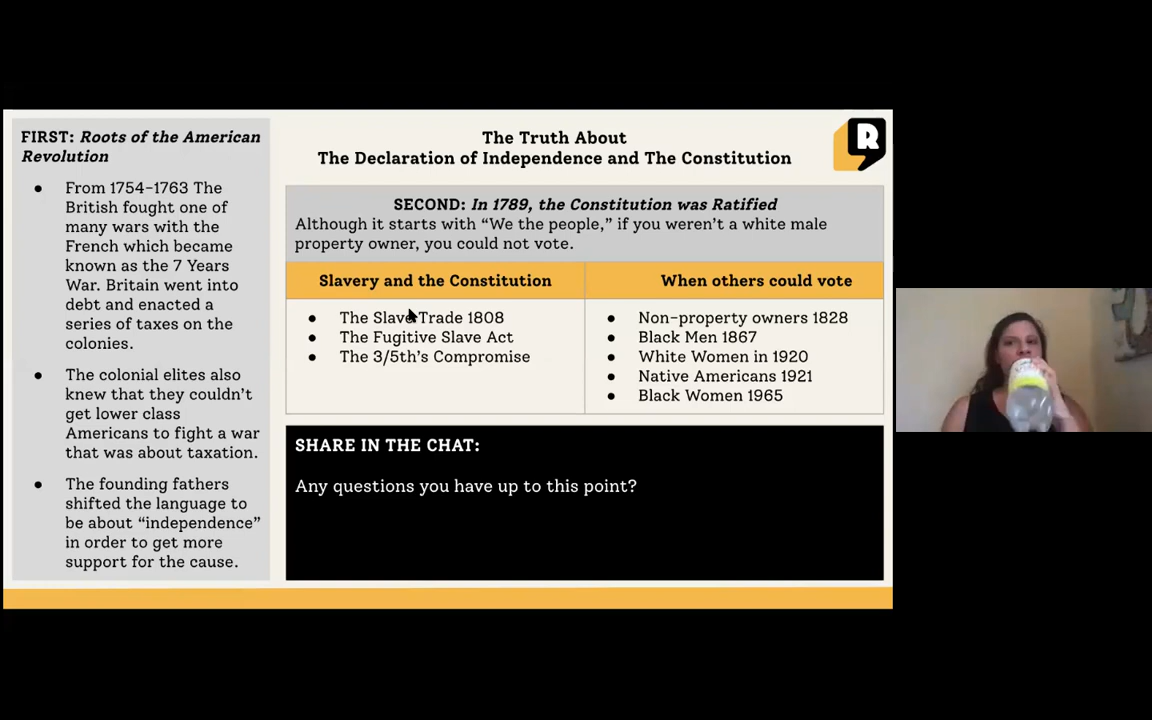 FIRST: Roots of the American
Revolution
● From 1754-1763 The
British fought one of
many wars with the
French which became
known as the 7 Years
War. Britain went into
debt and enacted a
series of taxes on the
colonies.
● The colonial elites also
knew that they couldn't
get lower class
Americans to fight a war
that was about taxation.
● The founding fathers
shifted the language to
be about “independence”
in order to get more
support for the cause.
The Truth About
The Declaration of Independence and The Constitution
R
SECOND: In 1789, the Constitution was Ratified
Although it starts with “We the people,” if you weren't a white male
property owner, you could not vote.
Slavery and the Constitution
● The Slave Trade 1808
● The Fugitive Slave Act
● The 3/5th's Compromise
When others could vote
● Non-property owners 1828
● Black Men 1867
● White Women in 1920
● Native Americans 1921
● Black Women 1965
SHARE IN THE CHAT:
Any questions you have up to this point?